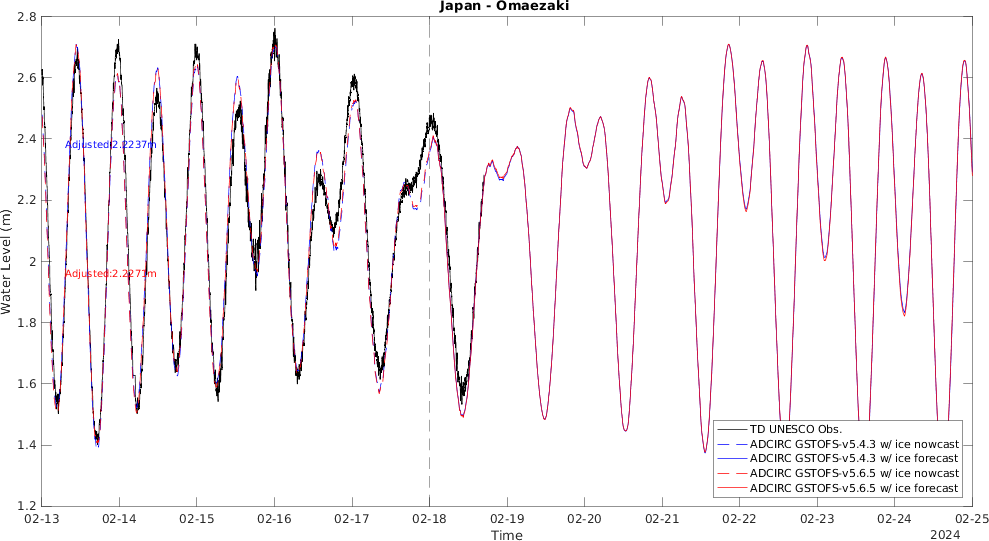 Japan - Omaezaki
2.8
2.6
2.4
2.2
2
1.8
1.6
1.4
1.2
Water Level (m)
Adjusted:2.2237m
Adjusted:2.2271m
TD UNESCO Obs.
ADCIRC GSTOFS-v5.4.3 w/ ice nowcast
ADCIRC GSTOFS-v5.4.3 w/ ice forecast
ADCIRC GSTOFS-v5.6.5 w/ ice nowcast
ADCIRC GSTOFS-v5.6.5 w/ ice forecast
02-13 02-14 02-15 02-16 02-17 02-18 02-19 02-20 02-21 02-22 02-23 02-24 02-25
Time
2024